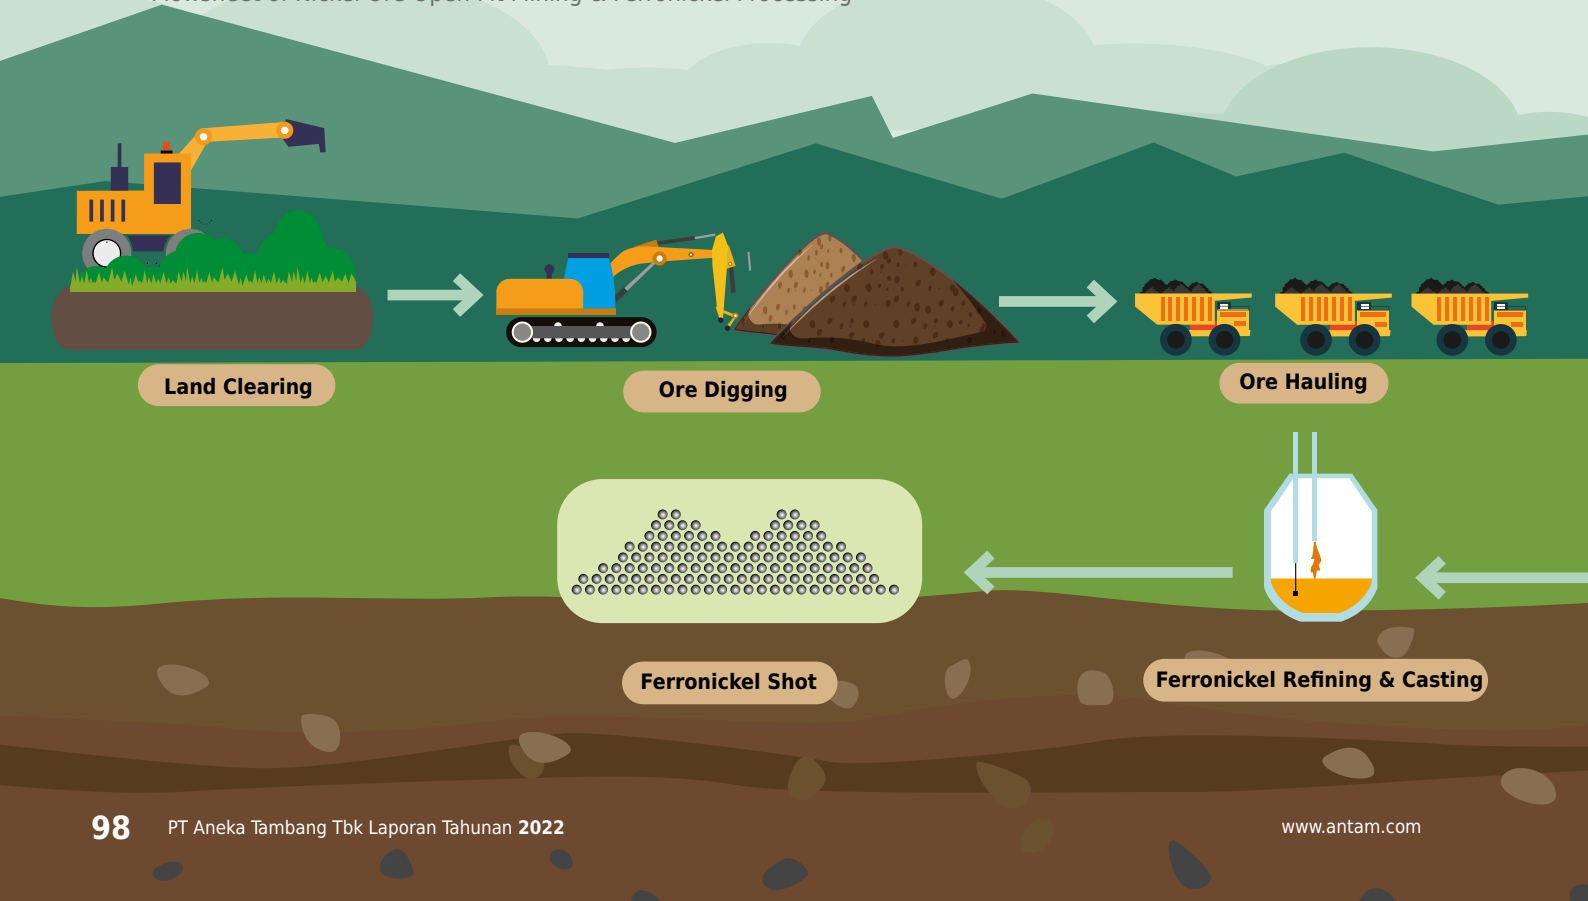 Land Clearing
Ore Digging
Ore Hauling
Ferronickel Shot
Ferronickel Refining & Casting
98 PT Aneka Tambang Tbk Laporan Tahunan 2022
www.antam.com